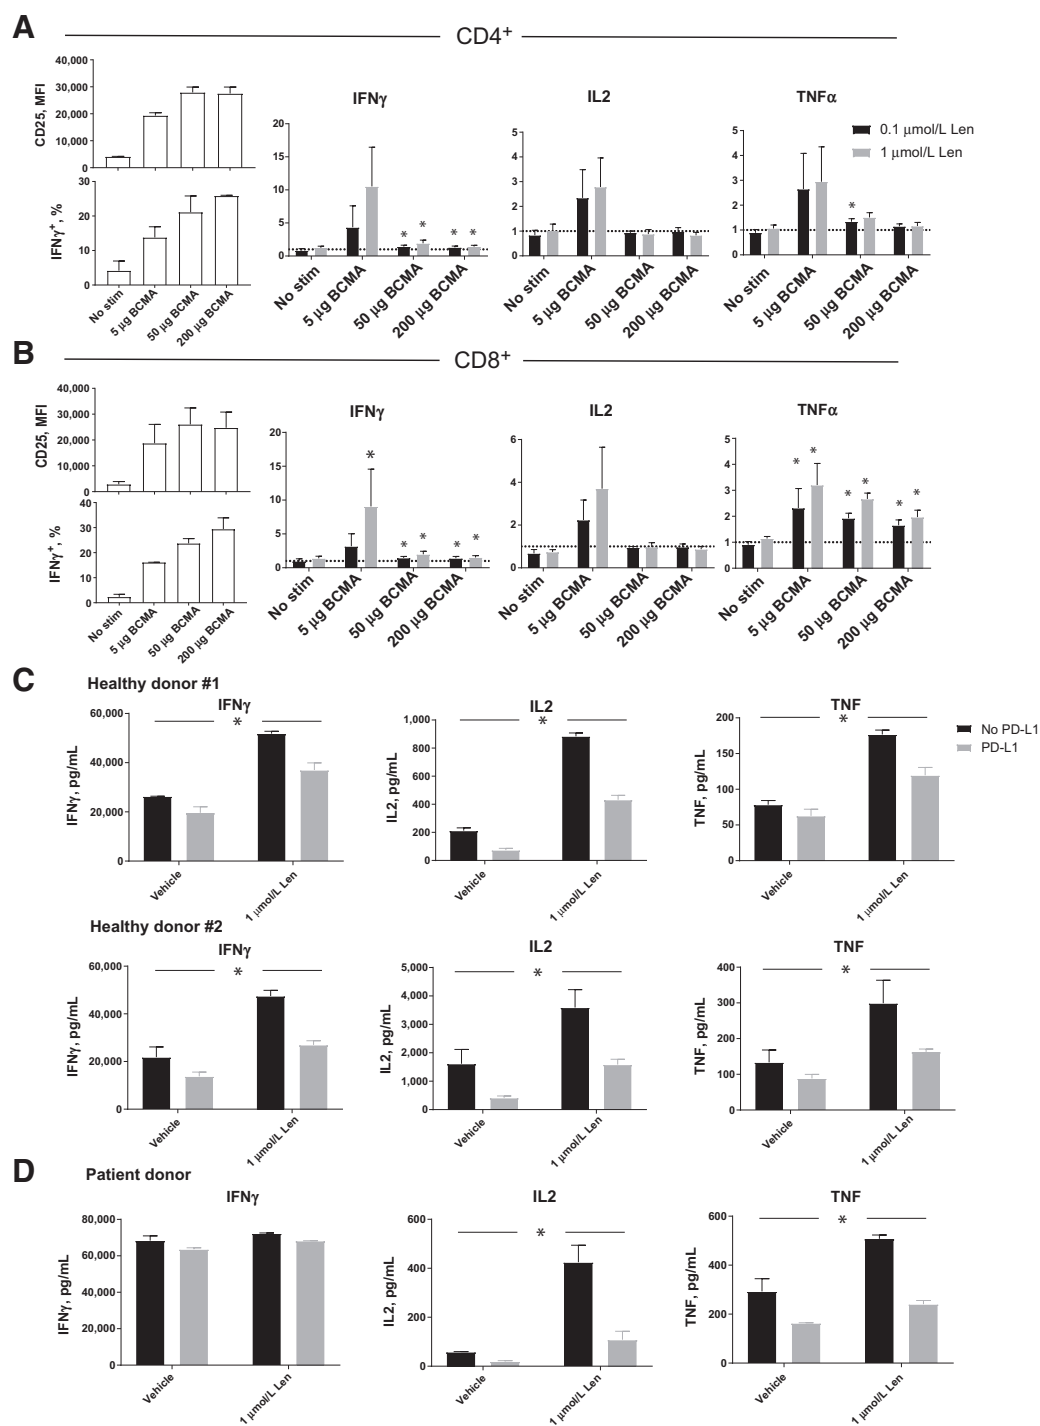 A
CD4+
40,000
30,000
20,000
10,000
0
CD25, MFI
30
20
10
0
IFNγ+, %
No stim
5 µg BCMA
50 µg BCMA
200 µg BCMA
IFNγ
20
15
10
5
0
* * * *
No stim
5 µg BCMA
50 µg BCMA
200 µg BCMA
IL2
5
4
3
2
1
0
No stim
5 µg BCMA
50 µg BCMA
200 µg BCMA
TNFα
5
4
3
2
1
0
*
No stim
5 µg BCMA
50 µg BCMA
200 µg BCMA
0.1 µmol/L Len
1 µmol/L Len
B
CD8+
40,000
30,000
20,000
10,000
0
CD25, MFI
40
30
20
10
0
IFNγ+, %
No stim
5 µg BCMA
50 µg BCMA
200 µg BCMA
IFNγ
20
15
10
5
0
* * * * *
No stim
5 µg BCMA
50 µg BCMA
200 µg BCMA
IL2
6
4
2
0
No stim
5 µg BCMA
50 µg BCMA
200 µg BCMA
TNFα
5
4
3
2
1
0
* * * * * *
No stim
5 µg BCMA
50 µg BCMA
200 µg BCMA
C
Healthy donor #1
IFNγ
60,000
40,000
20,000
0
IFNγ, pg/mL
*
Vehicle
1 µmol/L Len
IL2
1,000
800
600
400
200
0
IL2, pg/mL
*
Vehicle
1 µmol/L Len
TNF
200
150
100
50
0
TNF, pg/mL
*
Vehicle
1 µmol/L Len
No PD-L1
PD-L1
Healthy donor #2
IFNγ
60,000
40,000
20,000
0
IFNγ, pg/mL
*
Vehicle
1 µmol/L Len
IL2
5,000
4,000
3,000
2,000
1,000
0
IL2, pg/mL
*
Vehicle
1 µmol/L Len
TNF
400
300
200
100
0
TNF, pg/mL
*
Vehicle
1 µmol/L Len
D
Patient donor
IFNγ
80,000
60,000
40,000
20,000
0
IFNγ, pg/mL
Vehicle
1 µmol/L Len
IL2
600
400
200
0
IL2, pg/mL
*
Vehicle
1 µmol/L Len
TNF
600
400
200
0
TNF, pg/mL
*
Vehicle
1 µmol/L Len